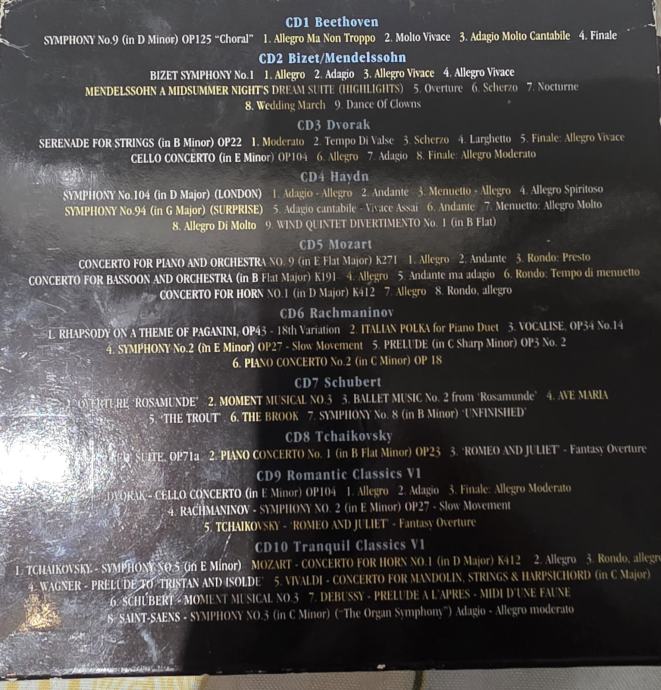 CD1 Beethoven
SYMPHONY No.9 (in D Minor) OP125 "Choral" 1. Allegro Ma Non Troppo 2. Molto Vivace 3. Adagio Molto Cantabile 4. Finale
CD2 Bizet/Mendelssohn
BIZET SYMPHONY No.1 1. Allegro 2. Adagio 3. Allegro Vivace 4. Allegro Vivace
MENDELSSOHN A MIDSUMMER NIGHT'S DREAM SUITE (HIGHLIGHTS) 5. Overture 6. Scherzo 7. Nocturne
8. Wedding March 9. Dance Of Clowns
CD3 Dvorak
SERENADE FOR STRINGS (in B Minor) OP22 1. Moderato 2. Tempo Di Valse 3. Scherzo 4. Larghetto 5. Finale: Allegro Vivace
CELLO CONCERTO (in E Minor) OP104 6. Allegro 7. Adagio 8. Finale: Allegro Moderato
CD4 Haydn
SYMPHONY No.104 (in D Major) (LONDON) 1. Adagio - Allegro 2. Andante 3. Menuetto - Allegro 4. Allegro Spiritoso
SYMPHONY No.94 (in G Major) (SURPRISE) 5. Adagio cantabile - Vivace Assai 6. Andante 7. Menuetto: Allegro Molto
8. Allegro Di Molto 9. WIND QUINTET DIVERTIMENTO No. 1 (in B Flat)
CD5 Mozart
CONCERTO FOR PIANO AND ORCHESTRA NO. 9 (in E Flat Major) K271 1. Allegro 2. Andante 3. Rondo: Presto
CONCERTO FOR BASSOON AND ORCHESTRA (in B Flat Major) K191 4. Allegro 5. Andante ma adagio 6. Rondo: Tempo di menuetto
CONCERTO FOR HORN NO.1 (in D Major) K412 7. Allegro 8. Rondo, allegro
CD6 Rachmaninov
1. RHAPSODY ON A THEME OF PAGANINI, OP43 - 18th Variation 2. ITALIAN POLKA for Piano Duet 3. VOCALISE, OP34 No.14
4. SYMPHONY No.2 (in E Minor) OP27 - Slow Movement 5. PRELUDE (in C Sharp Minor) OP3 No. 2
6. PIANO CONCERTO No.2 (in C Minor) OP 18
CD7 Schubert
OVERTURE 'ROSAMUNDE' 2. MOMENT MUSICAL NO.3 3. BALLET MUSIC No. 2 from 'Rosamunde' 4. AVE MARIA
5. 'THE TROUT' 6. THE BROOK 7. SYMPHONY No. 8 (in B Minor) 'UNFINISHED'
CD8 Tchaikovsky
SUITE, OP71a 2. PIANO CONCERTO No. 1 (in B Flat Minor) OP23 3. 'ROMEO AND JULIET' - Fantasy Overture
CD9 Romantic Classics V1
DVORAK - CELLO CONCERTO (in E Minor) OP104 1. Allegro 2. Adagio 3. Finale: Allegro Moderato
4. RACHMANINOV - SYMPHONY NO. 2 (in E Minor) OP27 - Slow Movement
5. TCHAIKOVSKY - 'ROMEO AND JULIET' - Fantasy Overture
CD10 Tranquil Classics V1
1. TCHAIKOVSKY - SYMPHONY NO.5 (in E Minor) MOZART - CONCERTO FOR HORN NO.1 (in D Major) K412 2. Allegro 3. Rondo, allegro
4. WAGNER - PRELUDE TO 'TRISTAN AND ISOLDE' 5. VIVALDI - CONCERTO FOR MANDOLIN, STRINGS & HARPSICHORD (in C Major)
6. SCHUBERT - MOMENT MUSICAL NO.3 7. DEBUSSY - PRELUDE A L'APRES - MIDI D'UNE FAUNE
8. SAINT-SAENS - SYMPHONY NO.3 (in C Minor) ("The Organ Symphony") Adagio - Allegro moderato